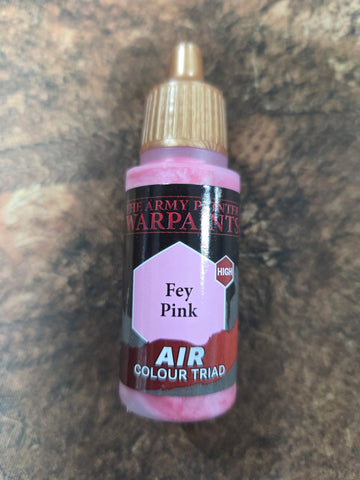 THE ARMY PAINTER
WARPAINTS
HIGH
Fey
Pink
AIR
COLOUR TRIAD